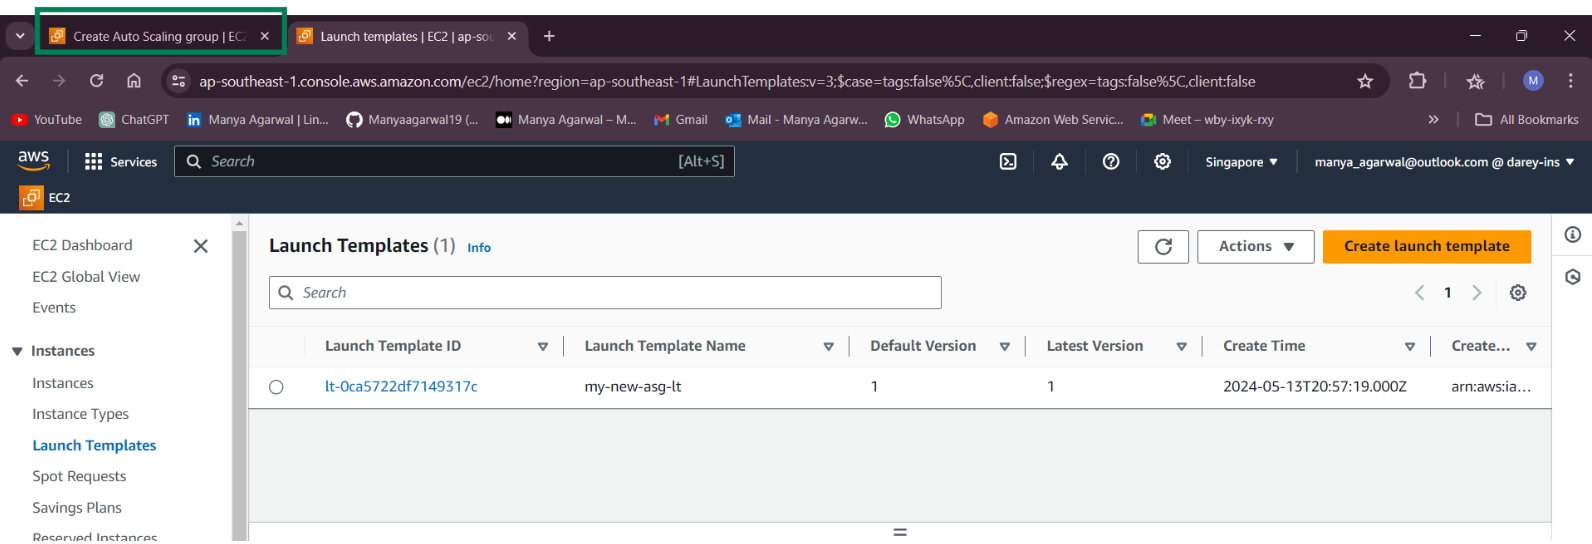 Create Auto Scaling group | EC2
Launch templates | EC2 | ap-sou
ap-southeast-1.console.aws.amazon.com/ec2/home?region=ap-southeast-1#LaunchTemplates:v=3;$case=tags:false%5C,client:false;$regex=tags:false%5C,client:false
M
YouTube ChatGPT Manya Agarwal | Lin... Manyaagarwal19 (... Manya Agarwal – M... Gmail Mail - Manya Agarw... WhatsApp Amazon Web Servic... Meet – wby-ixyk-rxy » All Bookmarks
aws Services Search [Alt+S] Singapore manya_agarwal@outlook.com @ darey-ins
EC2
EC2 Dashboard
EC2 Global View
Events
Instances
Instances
Instance Types
Launch Templates
Spot Requests
Savings Plans
Reserved Instances
Launch Templates (1) Info
Actions
Create launch template
Search
1
Launch Template ID Launch Template Name Default Version Latest Version Create Time Create...
lt-0ca5722df7149317c my-new-asg-lt 1 1 2024-05-13T20:57:19.000Z arn:aws:ia...